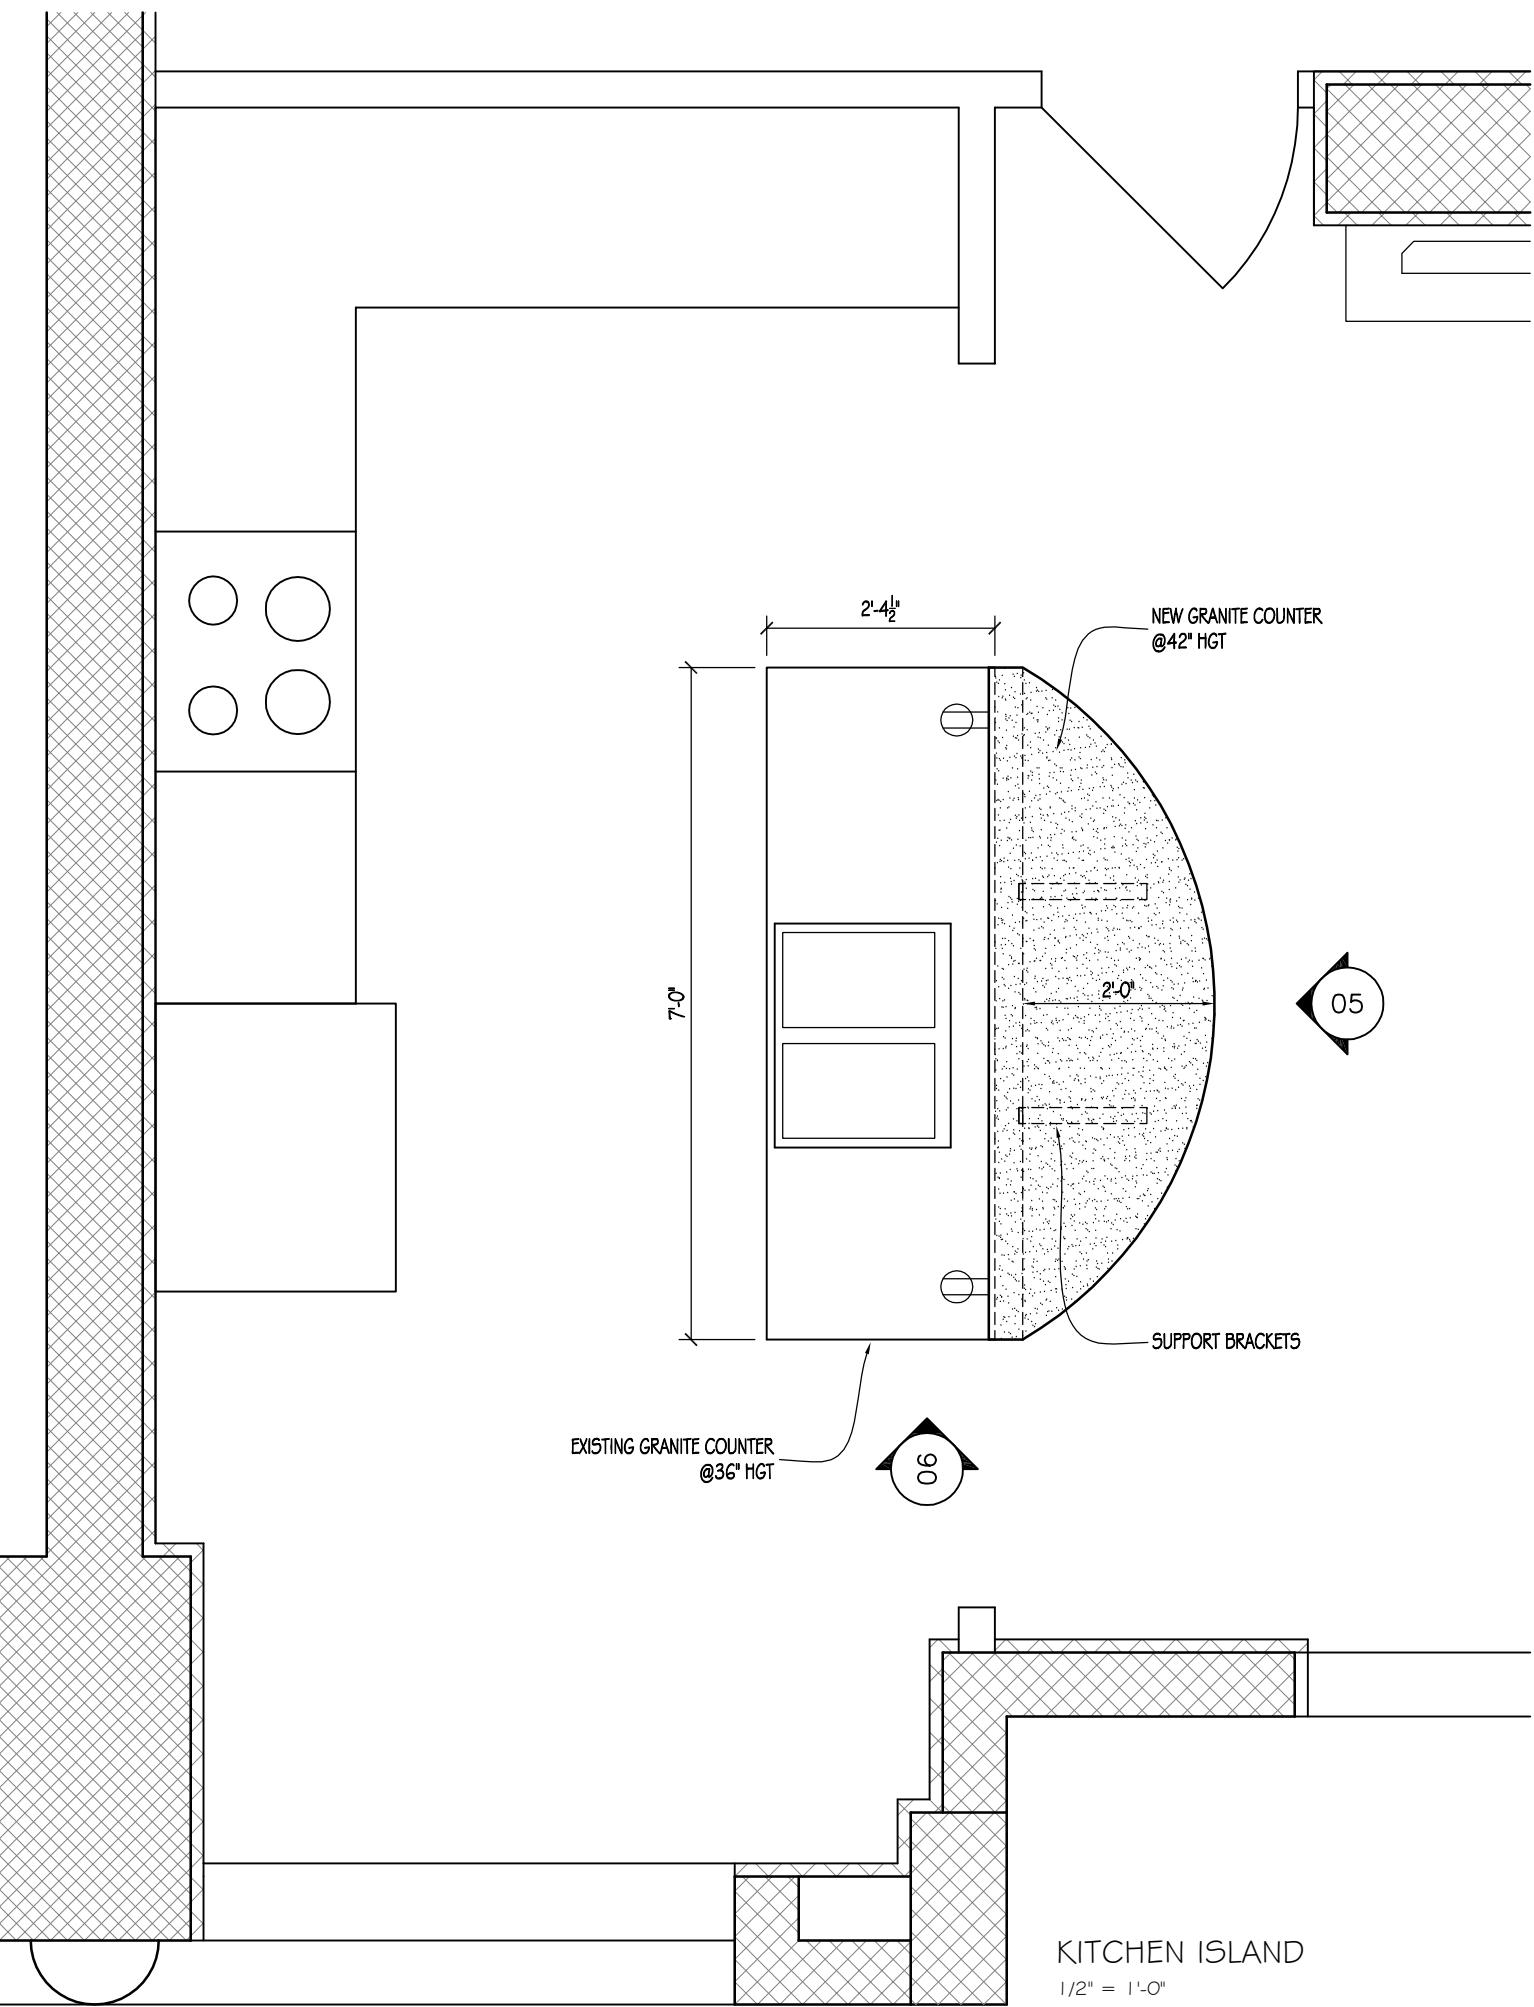 2'-4½"
NEW GRANITE COUNTER
@42" HGT
7'-0"
2'-0"
05
SUPPORT BRACKETS
EXISTING GRANITE COUNTER
@36" HGT
06
KITCHEN ISLAND
1/2" = 1'-0"